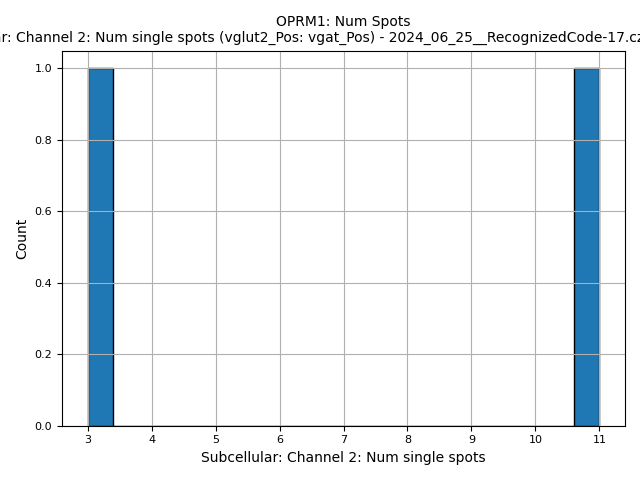 OPRM1: Num Spots
r: Channel 2: Num single spots (vglut2_Pos: vgat_Pos) - 2024_06_25__RecognizedCode-17.cz
1.0
0.8
0.6
0.4
0.2
0.0
Count
3 4 5 6 7 8 9 10 11
Subcellular: Channel 2: Num single spots